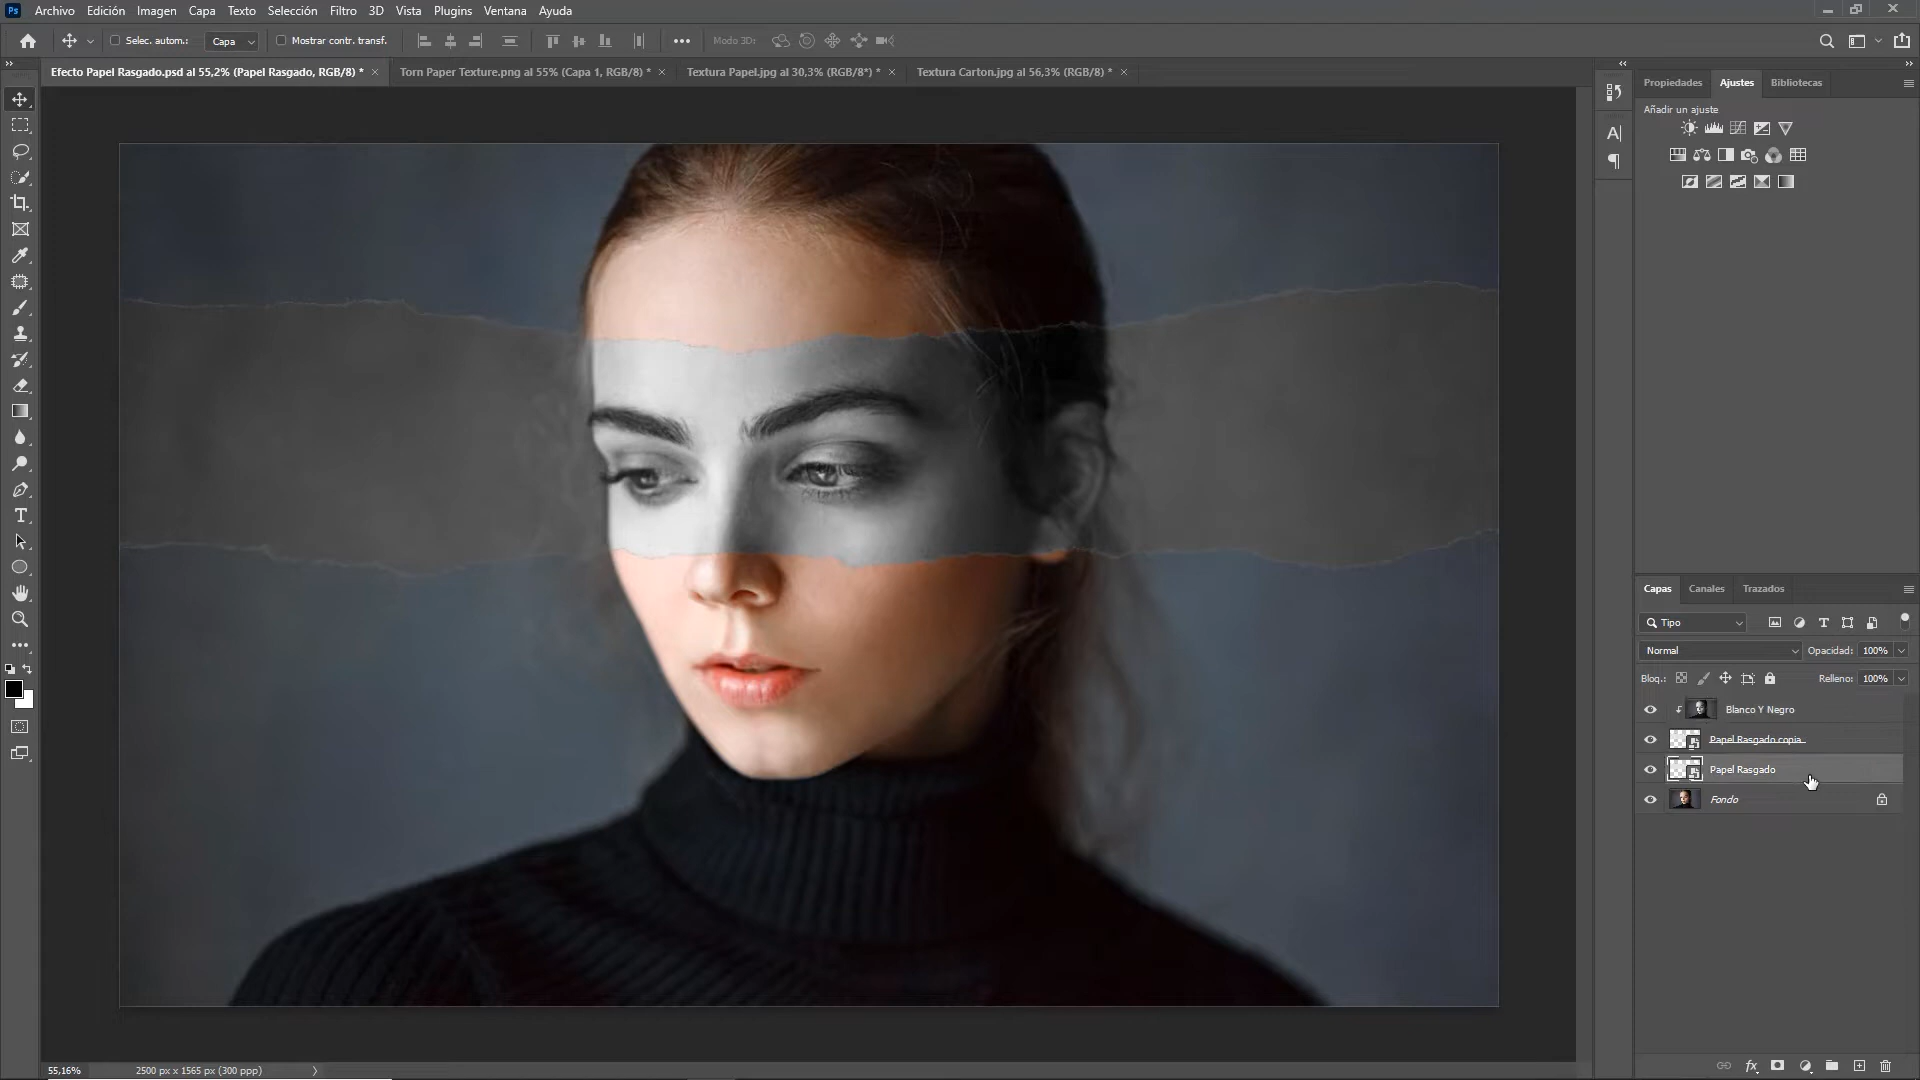 Ps Archivo Edición Imagen Capa Texto Selección Filtro 3D Vista Plugins Ventana Ayuda
Selec. autom.: Capa Mostrar contr. transf. Modo 3D:
Efecto Papel Rasgado.psd al 55,2% (Papel Rasgado, RGB/8) * Torn Paper Texture.png al 55% (Capa 1, RGB/8) * Textura Papel.jpg al 30,3% (RGB/8*) * Textura Carton.jpg al 56,3% (RGB/8) *
Propiedades Ajustes Bibliotecas
Añadir un ajuste
Capas Canales Trazados
Tipo
Normal Opacidad: 100%
Bloq.: Relleno: 100%
Blanco Y Negro
Papel Rasgado copia
Papel Rasgado
Fondo
55,16% 2500 px x 1565 px (300 ppp)